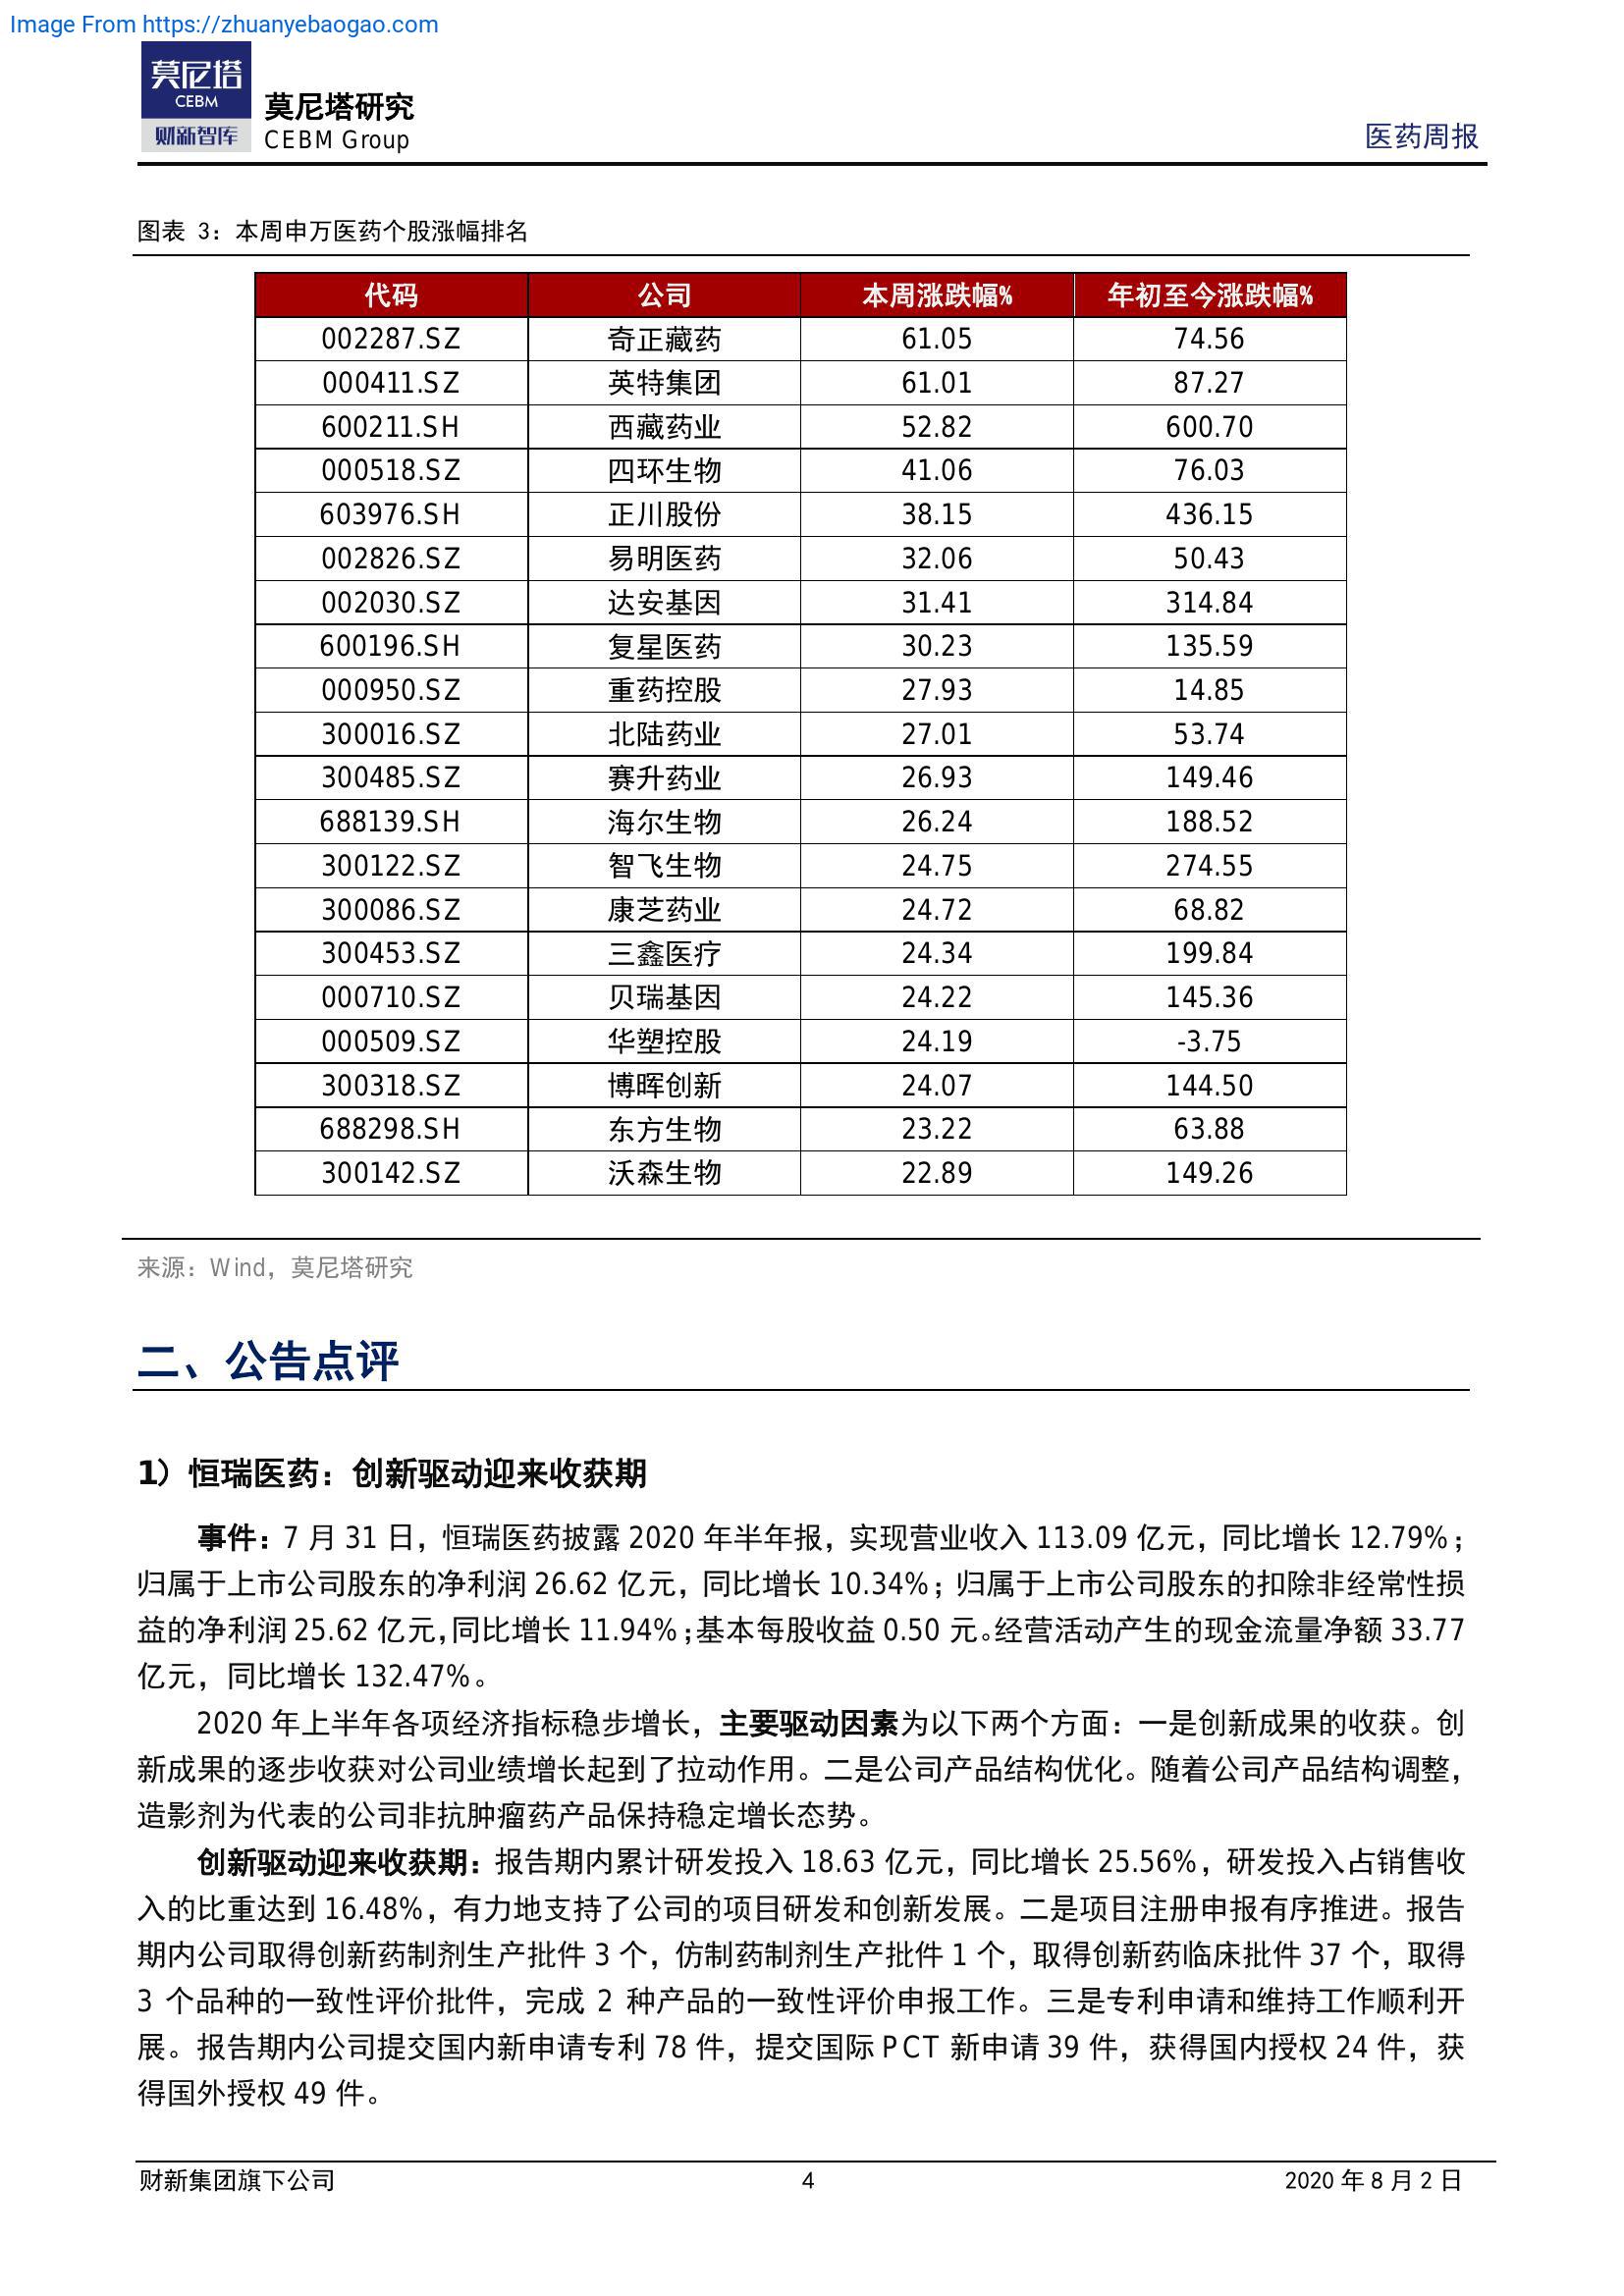 Image From https://zhuanyebaogao.com
莫尼塔
CEBM
财新智库
莫尼塔研究
CEBM Group
医药周报
图表 3：本周申万医药个股涨幅排名
代码 公司 本周涨跌幅% 年初至今涨跌幅%
002287.SZ 奇正藏药 61.05 74.56
000411.SZ 英特集团 61.01 87.27
600211.SH 西藏药业 52.82 600.70
000518.SZ 四环生物 41.06 76.03
603976.SH 正川股份 38.15 436.15
002826.SZ 易明医药 32.06 50.43
002030.SZ 达安基因 31.41 314.84
600196.SH 复星医药 30.23 135.59
000950.SZ 重药控股 27.93 14.85
300016.SZ 北陆药业 27.01 53.74
300485.SZ 赛升药业 26.93 149.46
688139.SH 海尔生物 26.24 188.52
300122.SZ 智飞生物 24.75 274.55
300086.SZ 康芝药业 24.72 68.82
300453.SZ 三鑫医疗 24.34 199.84
000710.SZ 贝瑞基因 24.22 145.36
000509.SZ 华塑控股 24.19 -3.75
300318.SZ 博晖创新 24.07 144.50
688298.SH 东方生物 23.22 63.88
300142.SZ 沃森生物 22.89 149.26
来源：Wind，莫尼塔研究
二、公告点评
1）恒瑞医药：创新驱动迎来收获期
事件：7 月 31 日，恒瑞医药披露 2020 年半年报，实现营业收入 113.09 亿元，同比增长 12.79%；
归属于上市公司股东的净利润 26.62 亿元，同比增长 10.34%；归属于上市公司股东的扣除非经常性损
益的净利润 25.62 亿元，同比增长 11.94%；基本每股收益 0.50 元。经营活动产生的现金流量净额 33.77
亿元，同比增长 132.47%。
2020 年上半年各项经济指标稳步增长，主要驱动因素为以下两个方面：一是创新成果的收获。创
新成果的逐步收获对公司业绩增长起到了拉动作用。二是公司产品结构优化。随着公司产品结构调整，
造影剂为代表的公司非抗肿瘤药产品保持稳定增长态势。
创新驱动迎来收获期：报告期内累计研发投入 18.63 亿元，同比增长 25.56%，研发投入占销售收
入的比重达到 16.48%，有力地支持了公司的项目研发和创新发展。二是项目注册申报有序推进。报告
期内公司取得创新药制剂生产批件 3 个，仿制药制剂生产批件 1 个，取得创新药临床批件 37 个，取得
3 个品种的一致性评价批件，完成 2 种产品的一致性评价申报工作。三是专利申请和维持工作顺利开
展。报告期内公司提交国内新申请专利 78 件，提交国际 PCT 新申请 39 件，获得国内授权 24 件，获
得国外授权 49 件。
财新集团旗下公司 4 2020 年 8 月 2 日